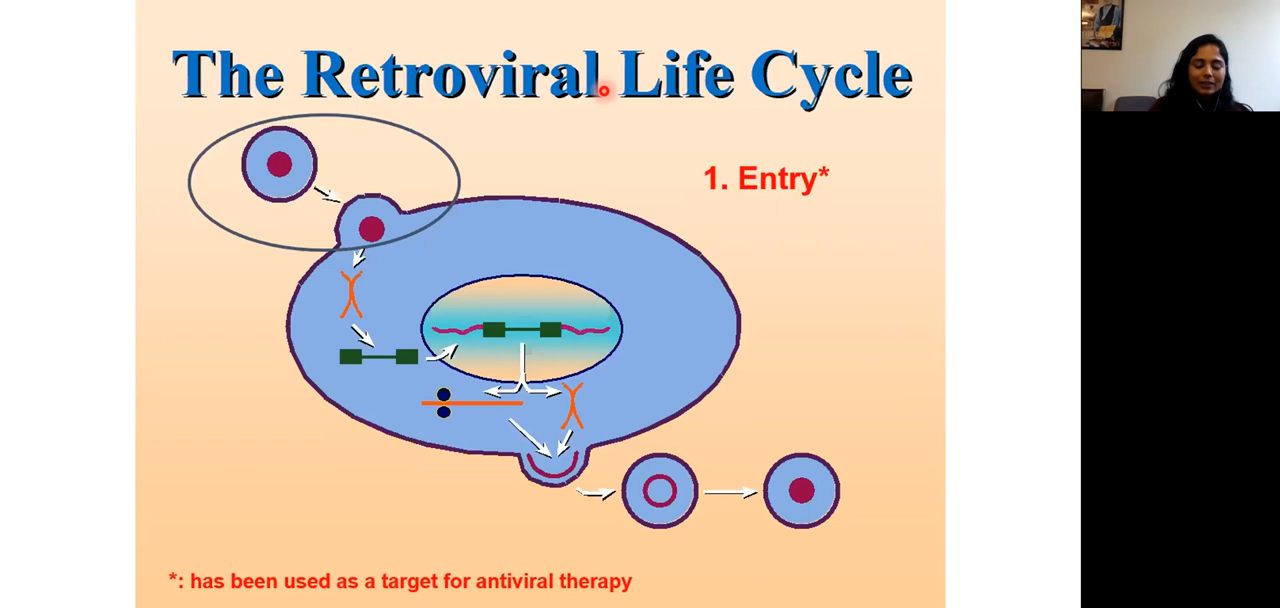 The Retroviral Life Cycle
1. Entry*
*: has been used as a target for antiviral therapy